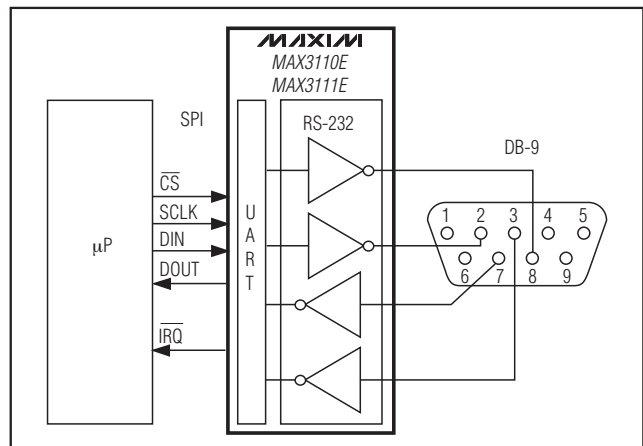 MAXIM
MAX3110E
MAX3111E
SPI
RS-232
DB-9
CS
SCLK
DIN
DOUT
IRQ
μP
UART
1 2 3 4 5
6 7 8 9